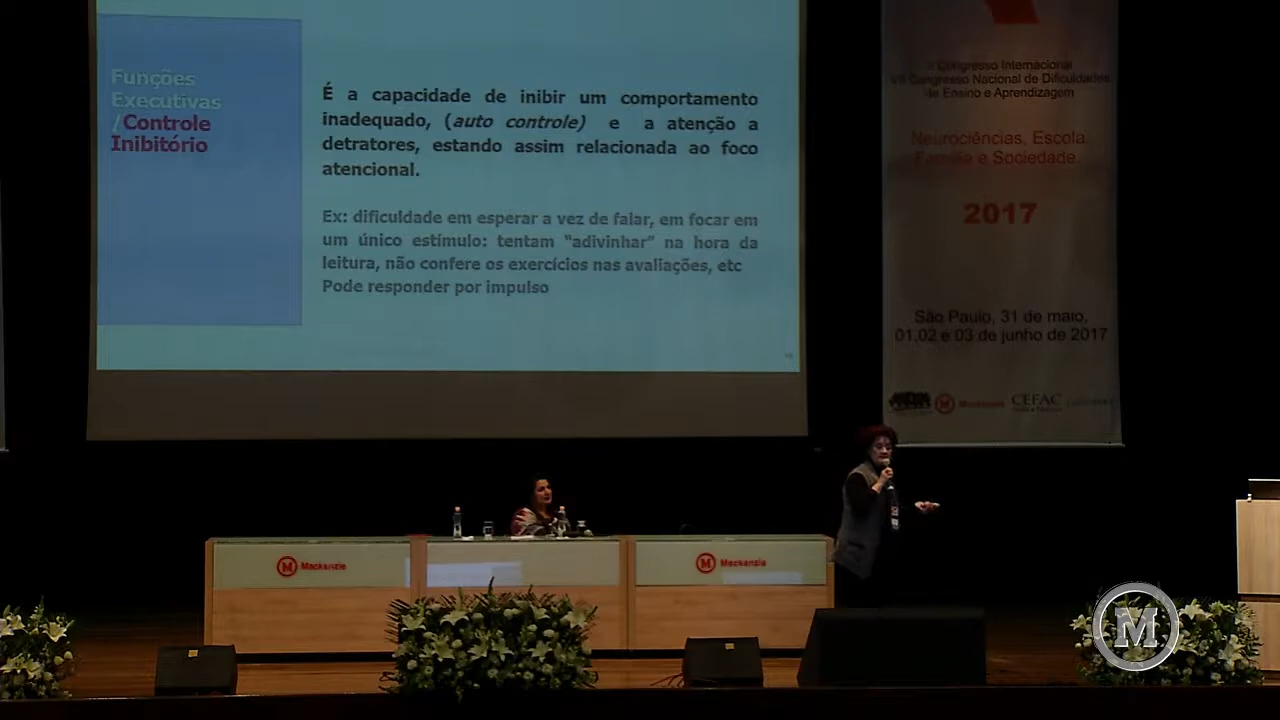 Funções
Executivas
/Controle
Inibitório
É a capacidade de inibir um comportamento
inadequado, (auto controle) e a atenção a
detratores, estando assim relacionada ao foco
atencional.
Ex: dificuldade em esperar a vez de falar, em focar em
um único estímulo: tentam “adivinhar” na hora da
leitura, não confere os exercícios nas avaliações, etc
Pode responder por impulso
Congresso Internacional
Congresso Nacional de Dificuldades
de Ensino e Aprendizagem
Neurociências, Escola,
Família e Sociedade.
2017
São Paulo, 31 de maio,
01,02 e 03 de junho de 2017
M Mackenzie
CEFAC
M Mackenzie
M Mackenzie
M